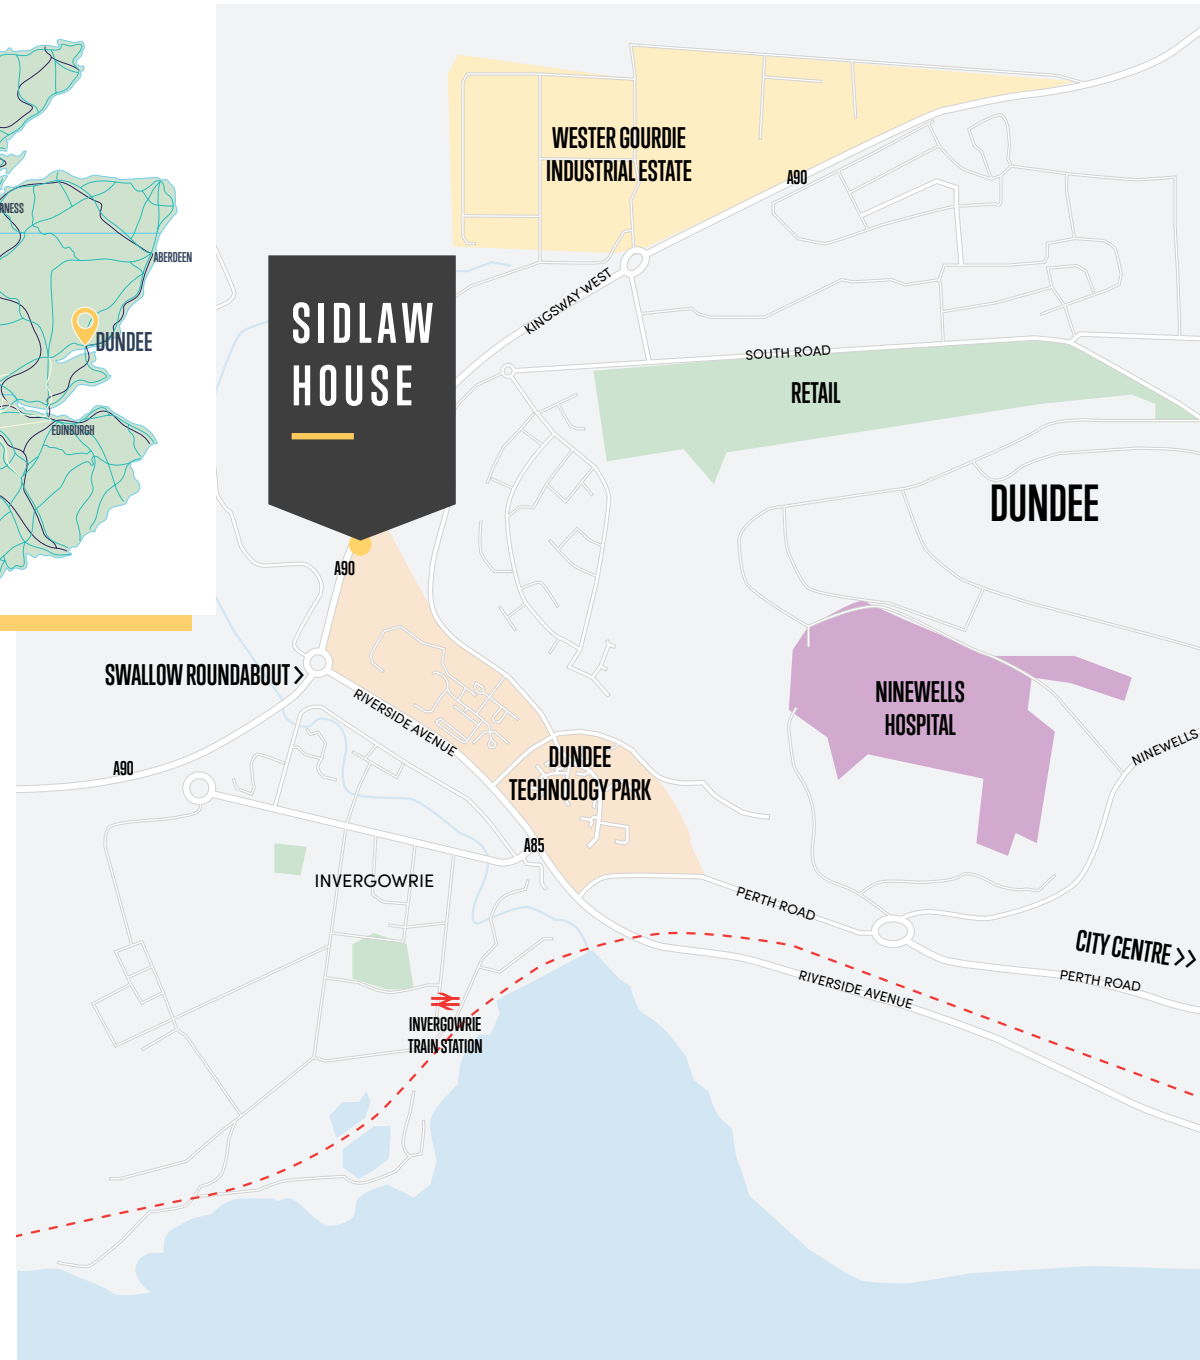 RNESS
ABERDEEN
DUNDEE
EDINBURGH
WESTER GOURDIE
INDUSTRIAL ESTATE
A90
KINGSWAY WEST
SIDLAW
HOUSE
SOUTH ROAD
RETAIL
DUNDEE
A90
SWALLOW ROUNDABOUT >
RIVERSIDE AVENUE
NINEWELLS
HOSPITAL
NINEWELLS
A90
DUNDEE
TECHNOLOGY PARK
A85
INVERGOWRIE
PERTH ROAD
CITY CENTRE >>
PERTH ROAD
RIVERSIDE AVENUE
INVERGOWRIE
TRAIN STATION